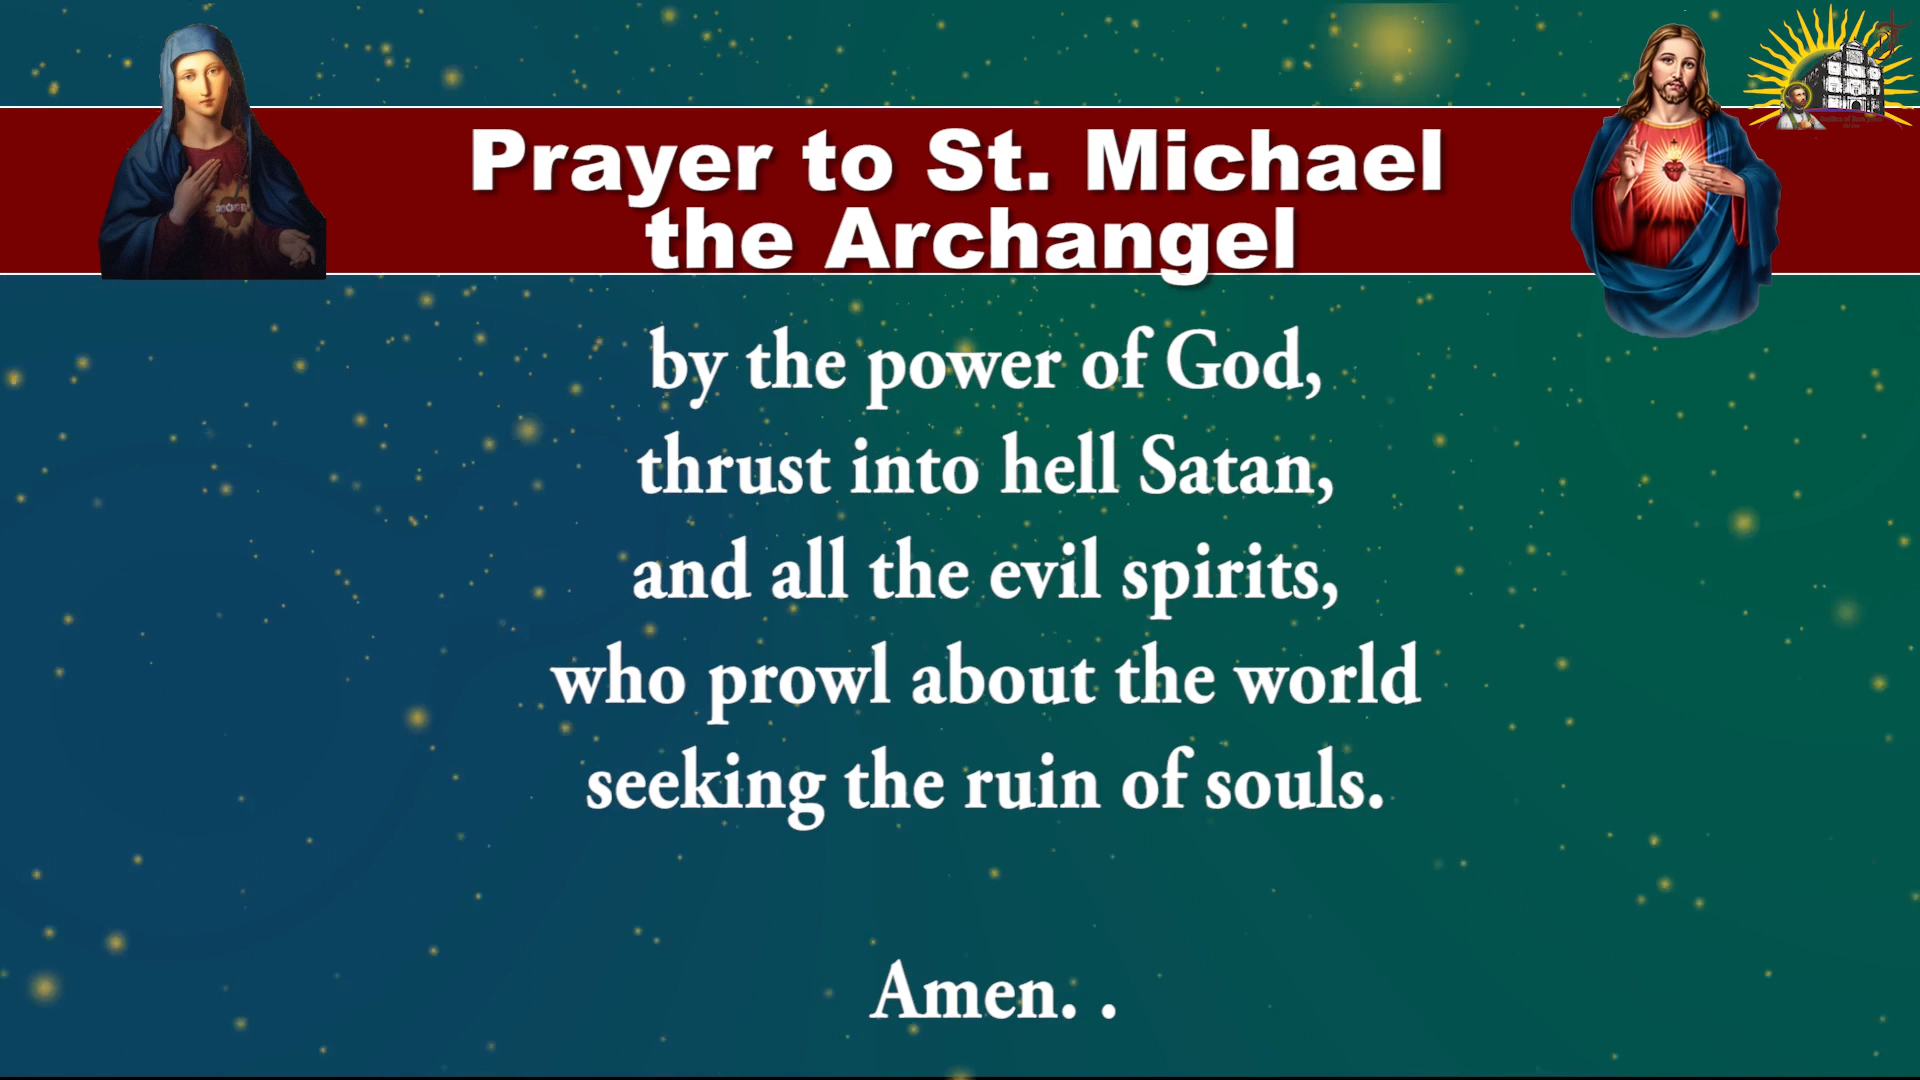 Prayer to St. Michael
the Archangel
by the power of God,
thrust into hell Satan,
and all the evil spirits,
who prowl about the world
seeking the ruin of souls.
Amen. .